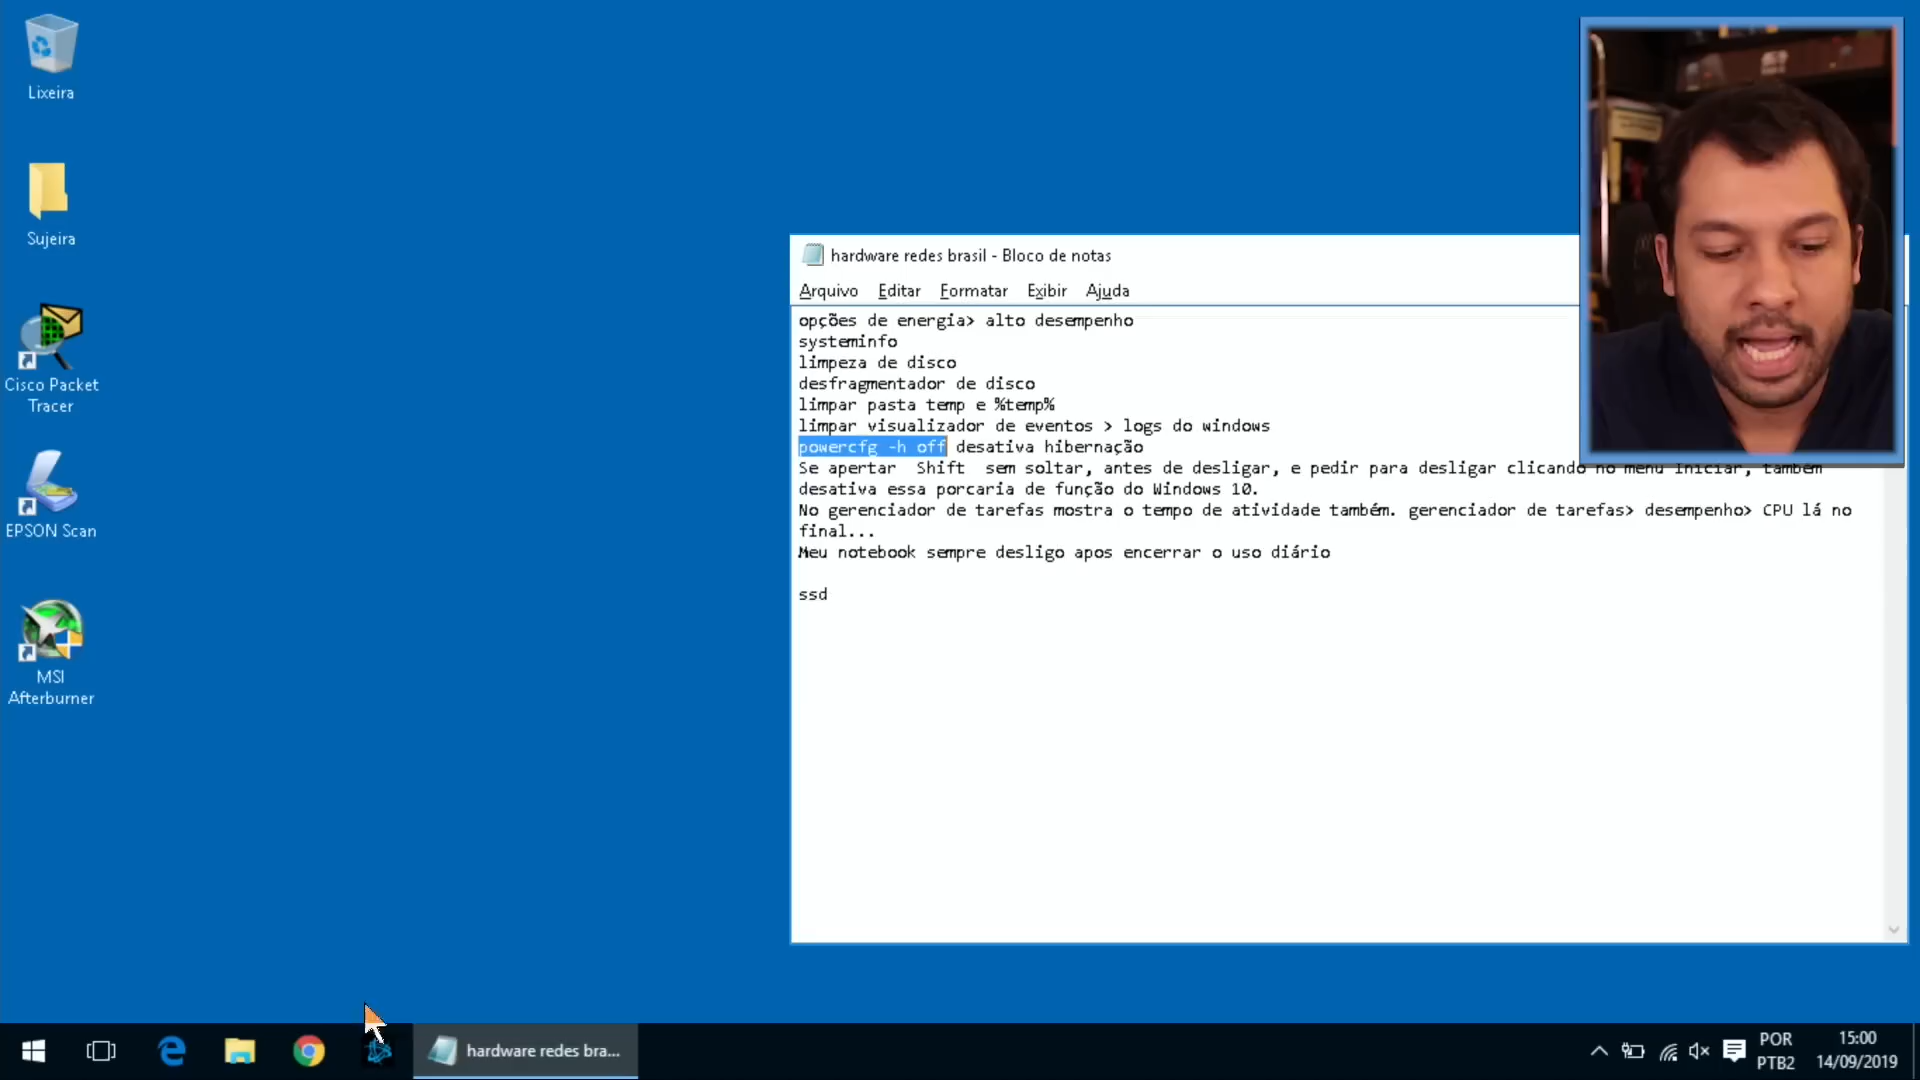 Lixeira
Sujeira
Cisco Packet
Tracer
EPSON Scan
MSI
Afterburner
hardware redes brasil - Bloco de notas
Arquivo Editar Formatar Exibir Ajuda
opções de energia> alto desempenho
systeminfo
limpeza de disco
desfragmentador de disco
limpar pasta temp e %temp%
limpar visualizador de eventos > logs do windows
powercfg -h off desativa hibernação
Se apertar  Shift  sem soltar, antes de desligar, e pedir para desligar clicando no menu Iniciar, também
desativa essa porcaria de função do Windows 10.
No gerenciador de tarefas mostra o tempo de atividade também. gerenciador de tarefas> desempenho> CPU lá no
final...
Meu notebook sempre desligo apos encerrar o uso diário
ssd
hardware redes bra...
POR
PTB2
15:00
14/09/2019